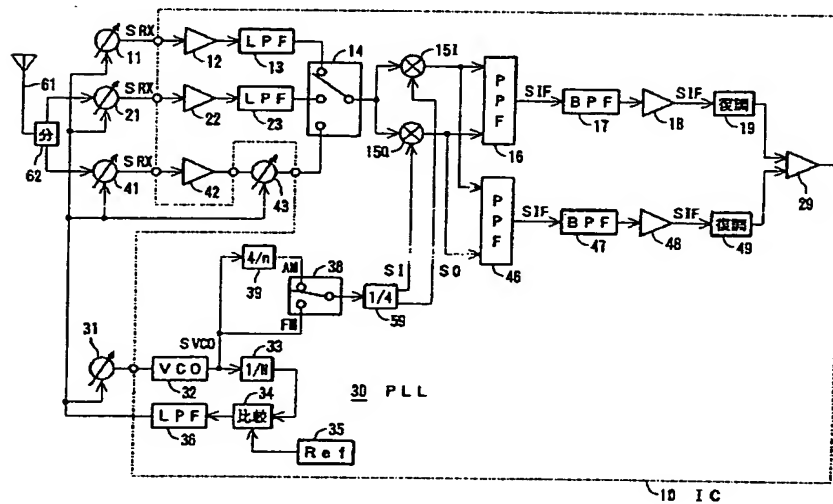 SRX
11
12
LPF
13
14
15I
61
SRX
21
22
LPF
23
15Q
PPF
16
SIF
BPF
17
18
SIF
復調
19
分
62
SRX
41
42
43
29
PPF
46
SIF
BPF
47
48
SIF
復調
49
4/n
39
AM
38
FM
1/4
59
SI
SQ
31
SVCO
VCO
32
33
1/N
34
比較
LPF
36
35
Ref
30 PLL
10 IC